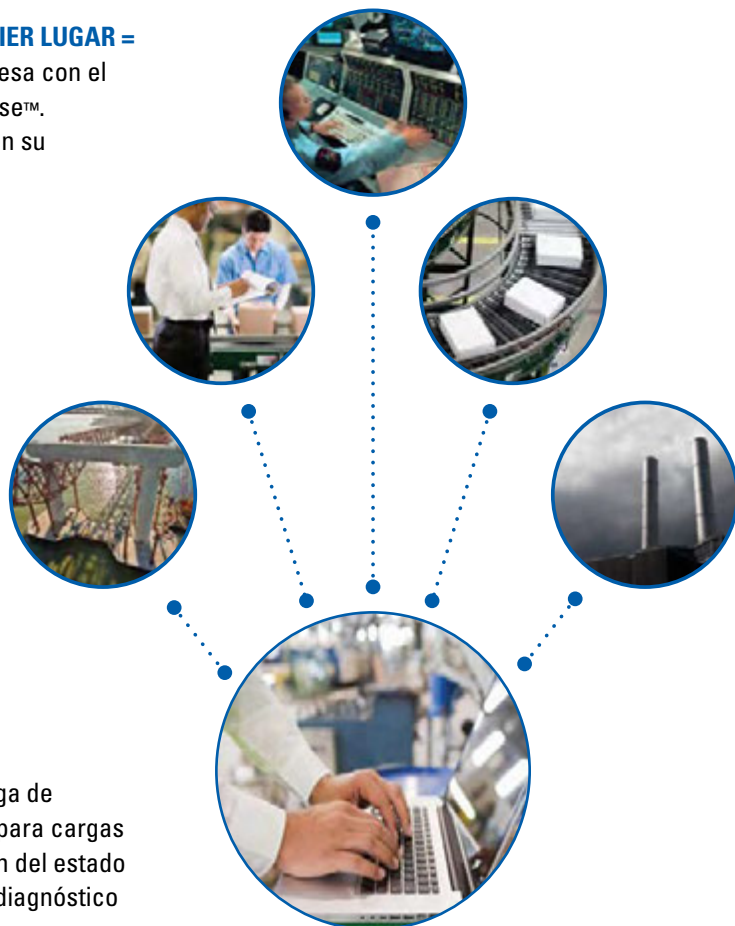 IER LUGAR =
esa con el
se™.
n su
ga de
para cargas
n del estado
diagnóstico